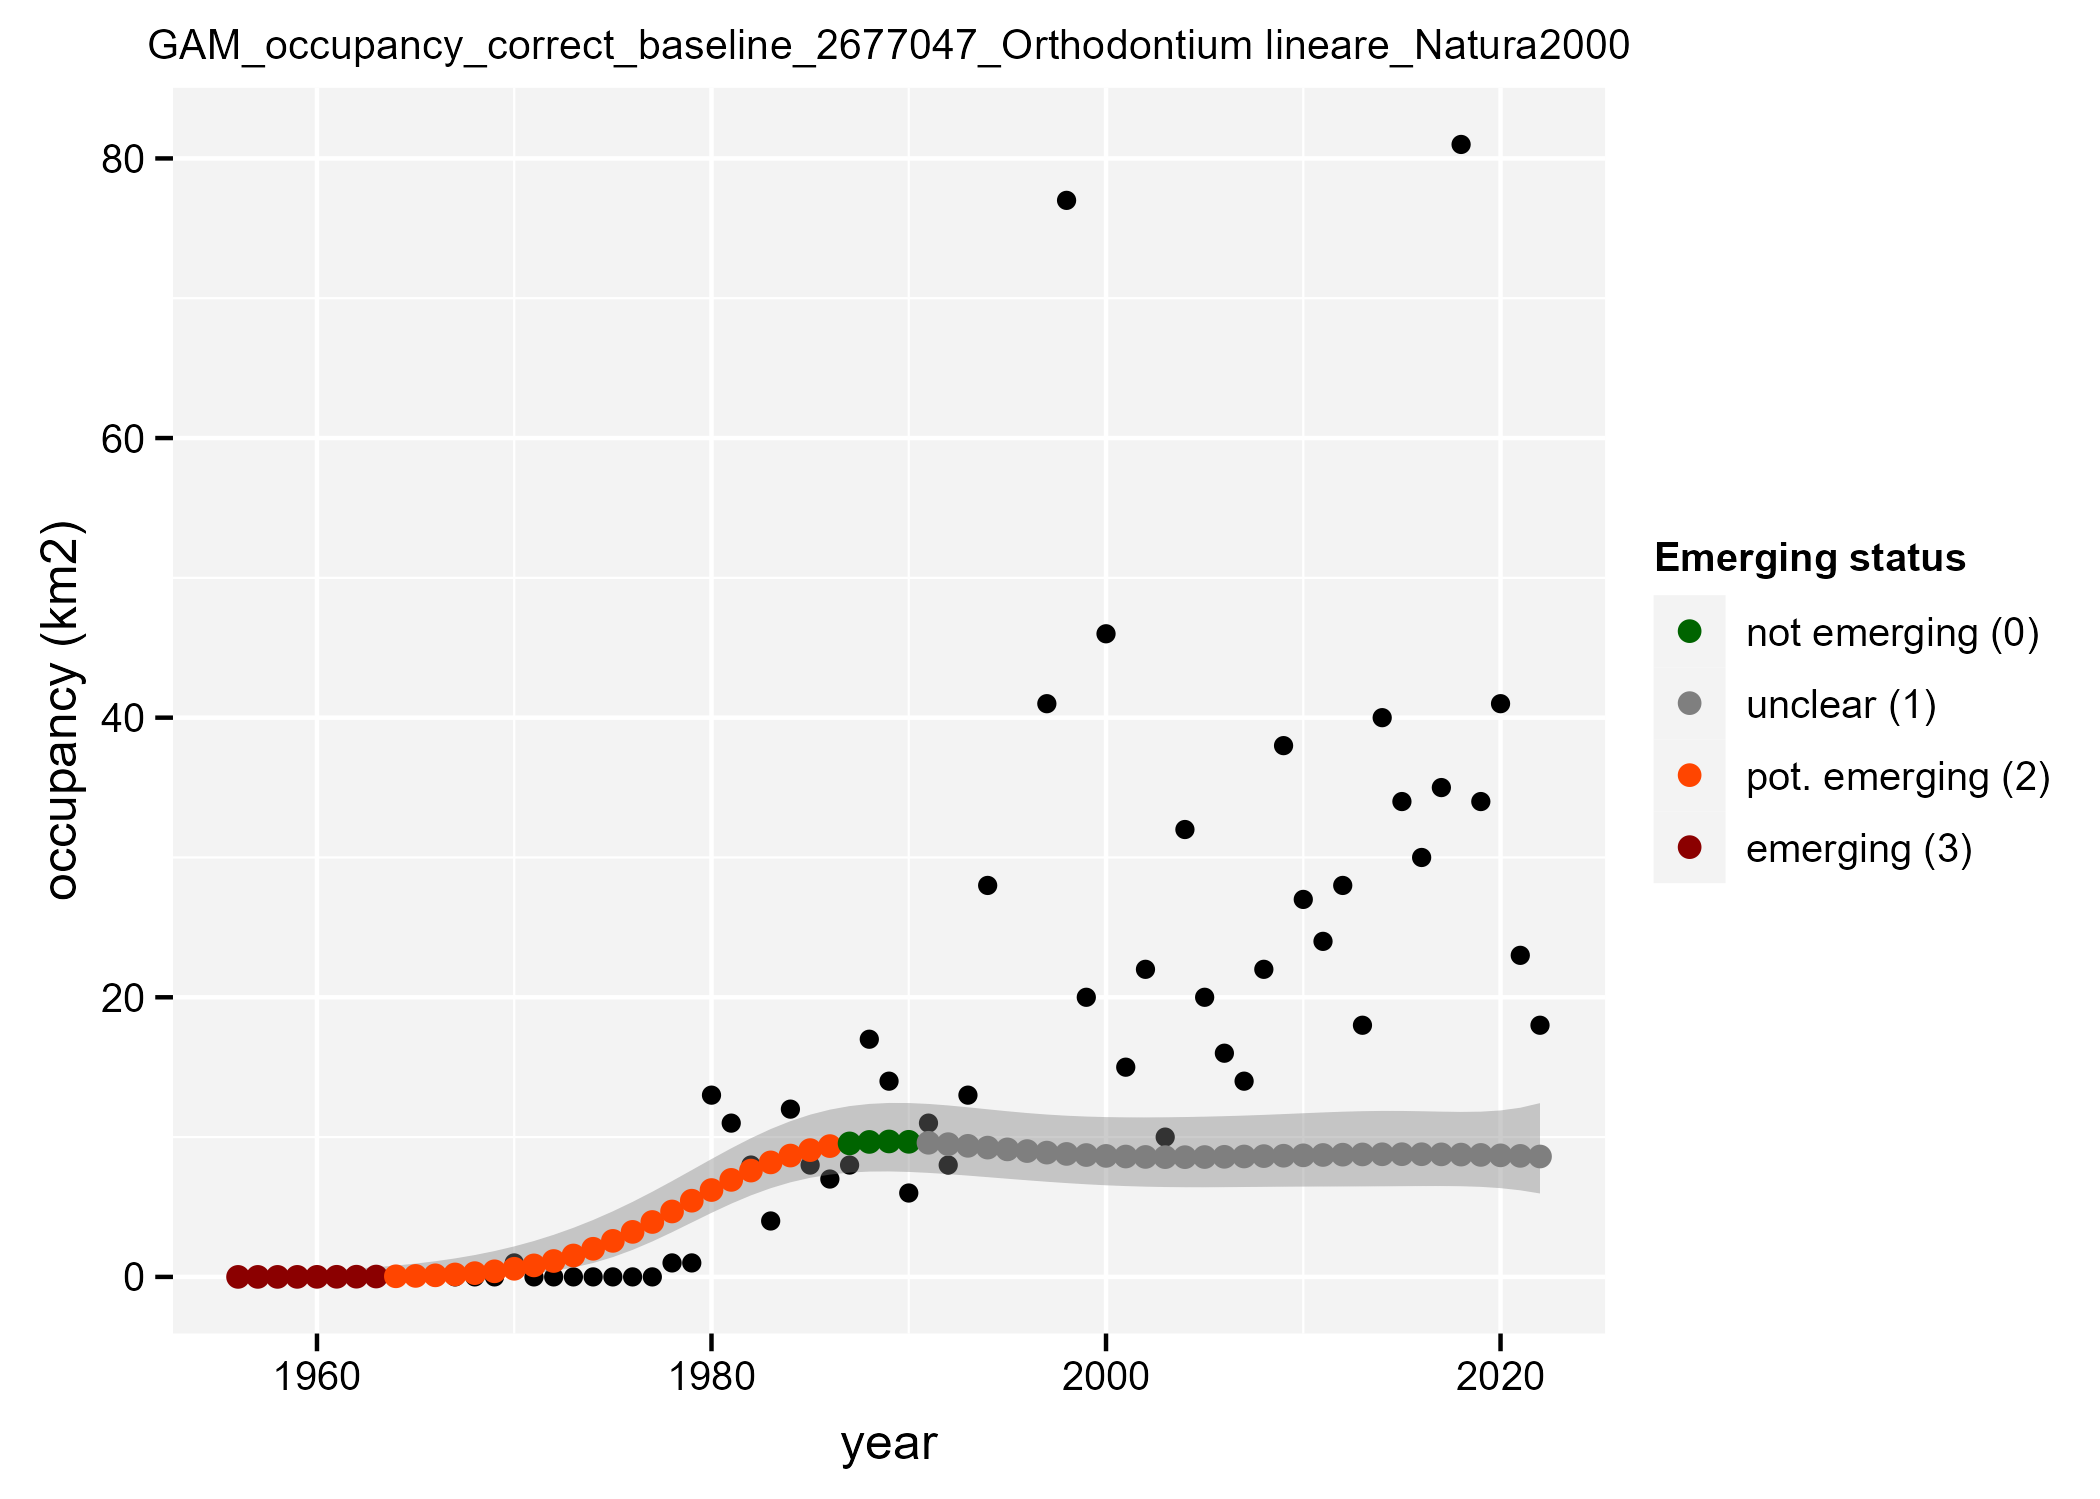 GAM_occupancy_correct_baseline_2677047_Orthodontium lineare_Natura2000
80
60
40
20
0
occupancy (km2)
1960
1980
2000
2020
year
Emerging status
not emerging (0)
unclear (1)
pot. emerging (2)
emerging (3)